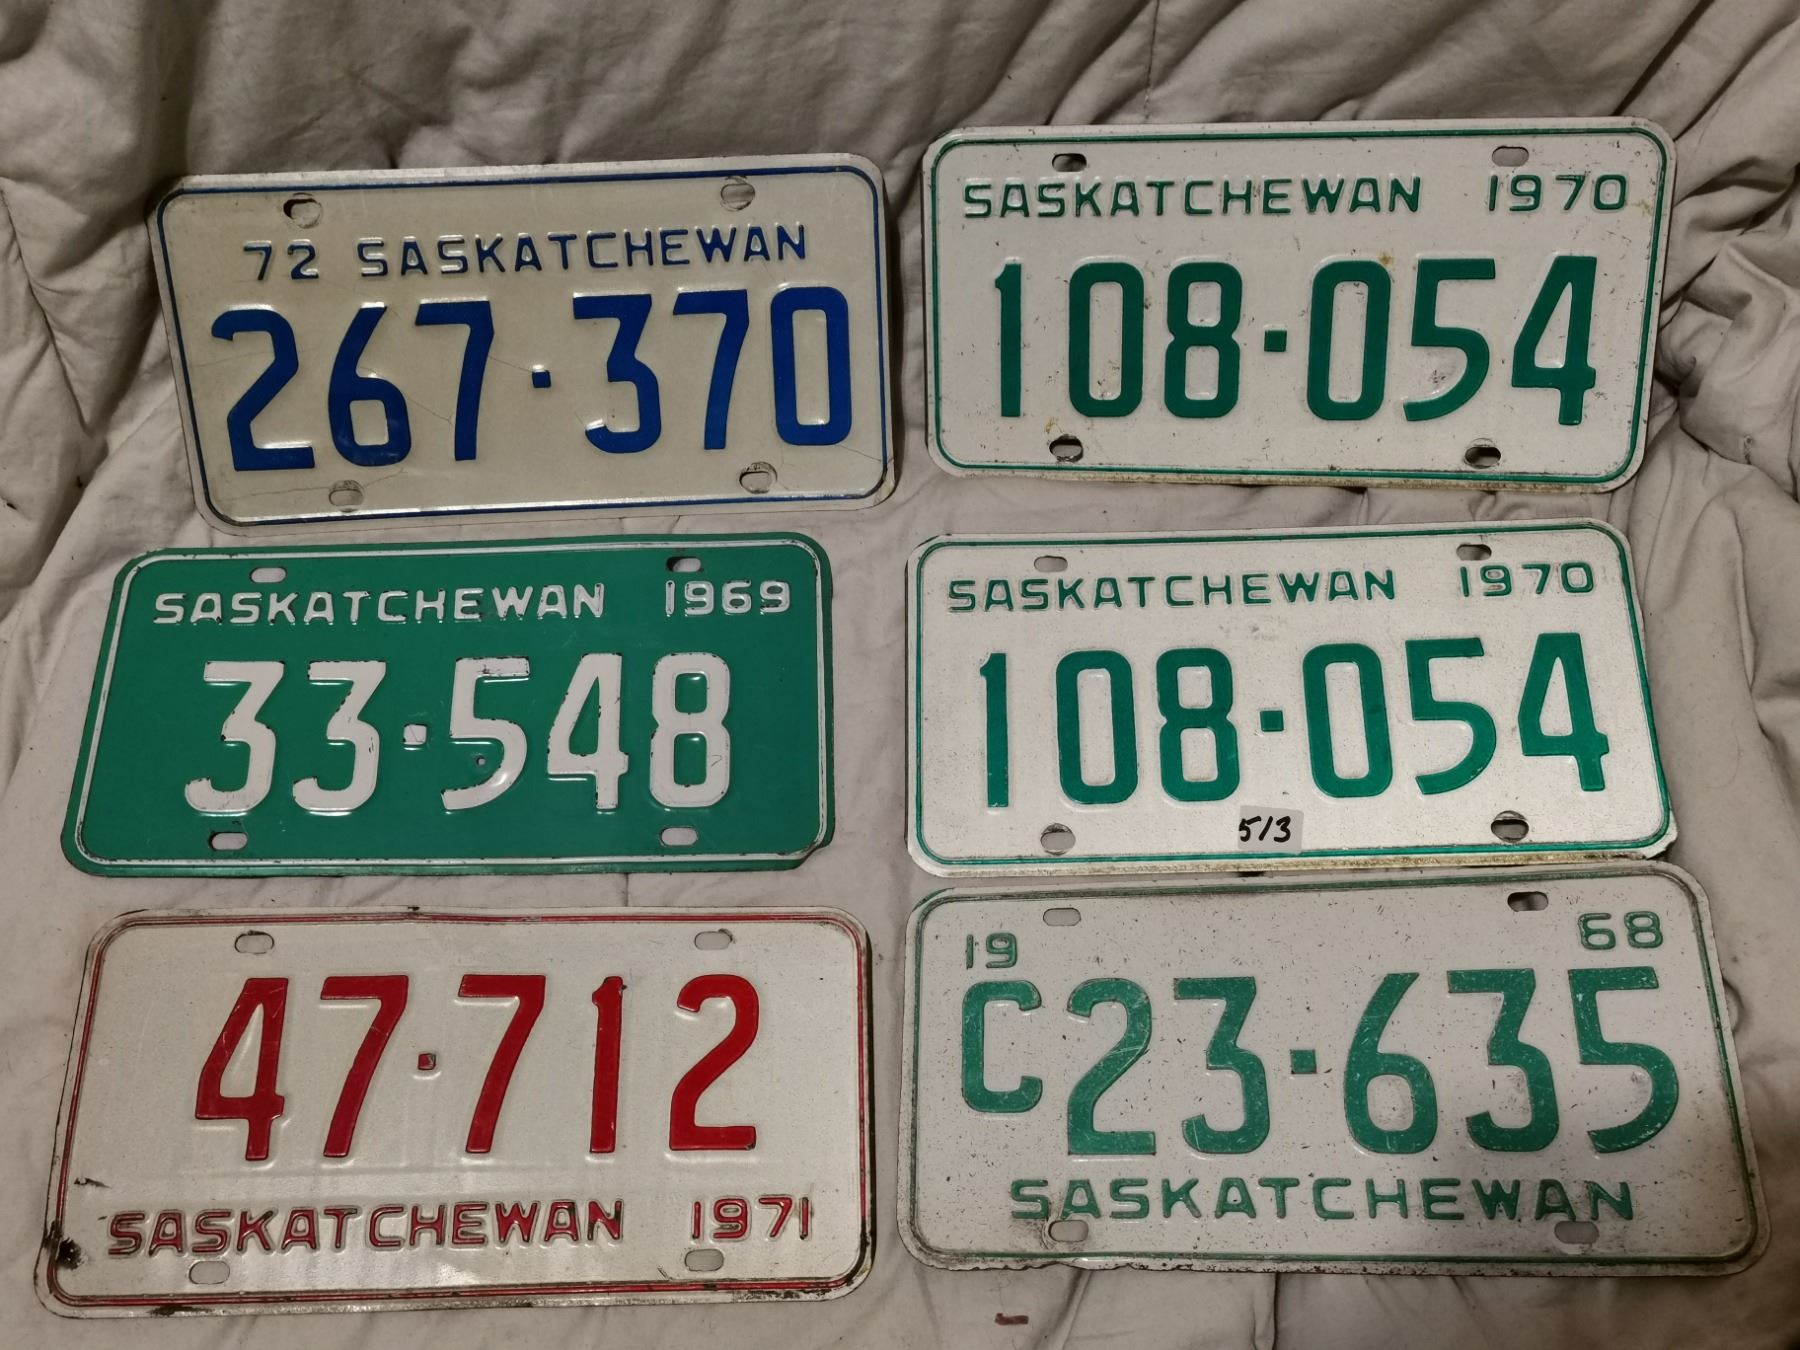 72 SASKATCHEWAN
267·370
SASKATCHEWAN 1970
108·054
SASKATCHEWAN 1969
33·548
SASKATCHEWAN 1970
108·054
513
47·712
SASKATCHEWAN 1971
19 68
C23·635
SASKATCHEWAN